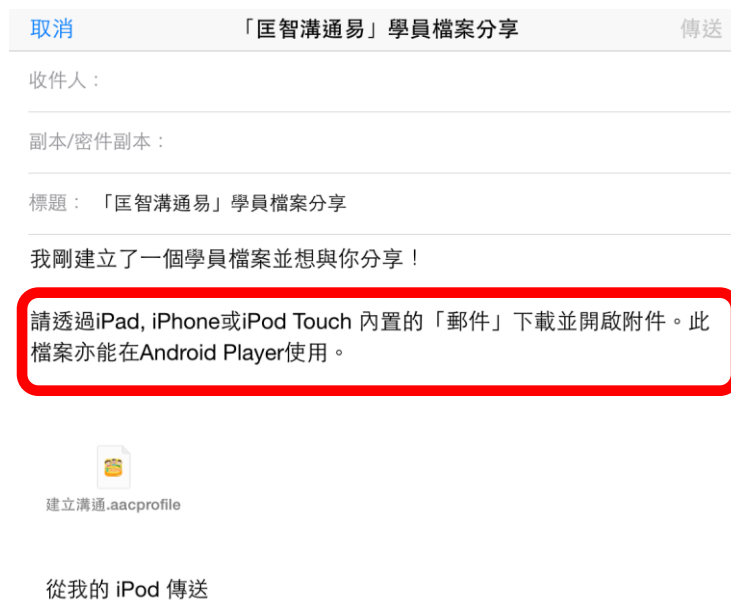 取消 「匡智溝通易」學員檔案分享 傳送
收件人：
副本/密件副本：
標題： 「匡智溝通易」學員檔案分享
我剛建立了一個學員檔案並想與你分享！
請透過iPad, iPhone或iPod Touch 內置的「郵件」下載並開啟附件。此
檔案亦能在Android Player使用。
建立溝通.aacprofile
從我的 iPod 傳送